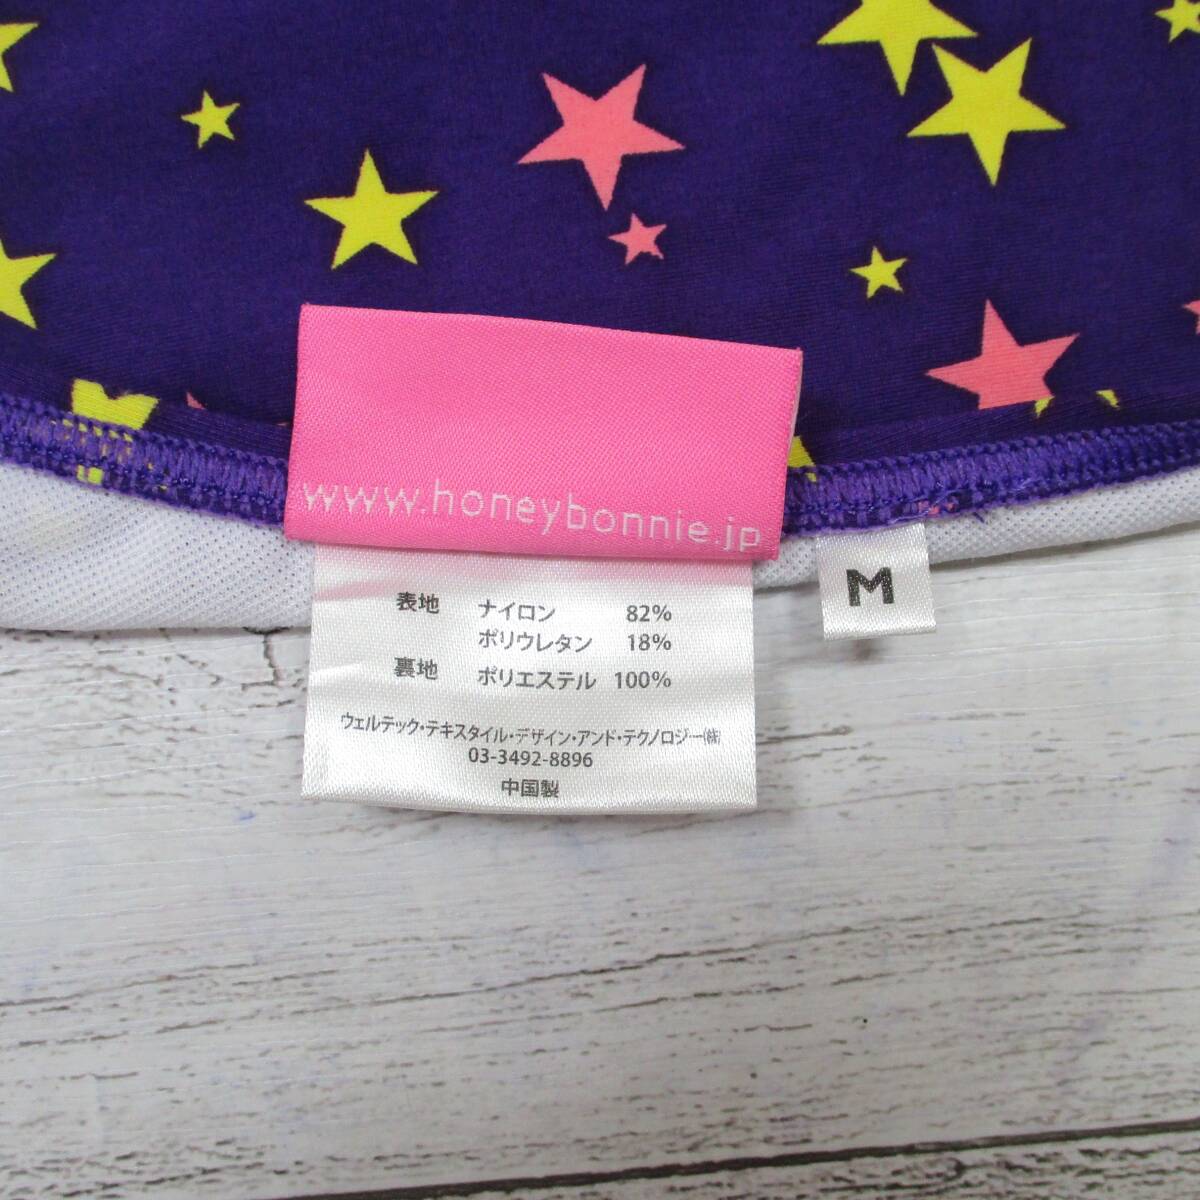 www.honeybonnie.jp
M
表地 ナイロン 82%
ポリウレタン 18%
裏地 ポリエステル 100%
ウェルテック・テキスタイル・デザイン・アンド・テクノロジー㈱
03-3492-8896
中国製